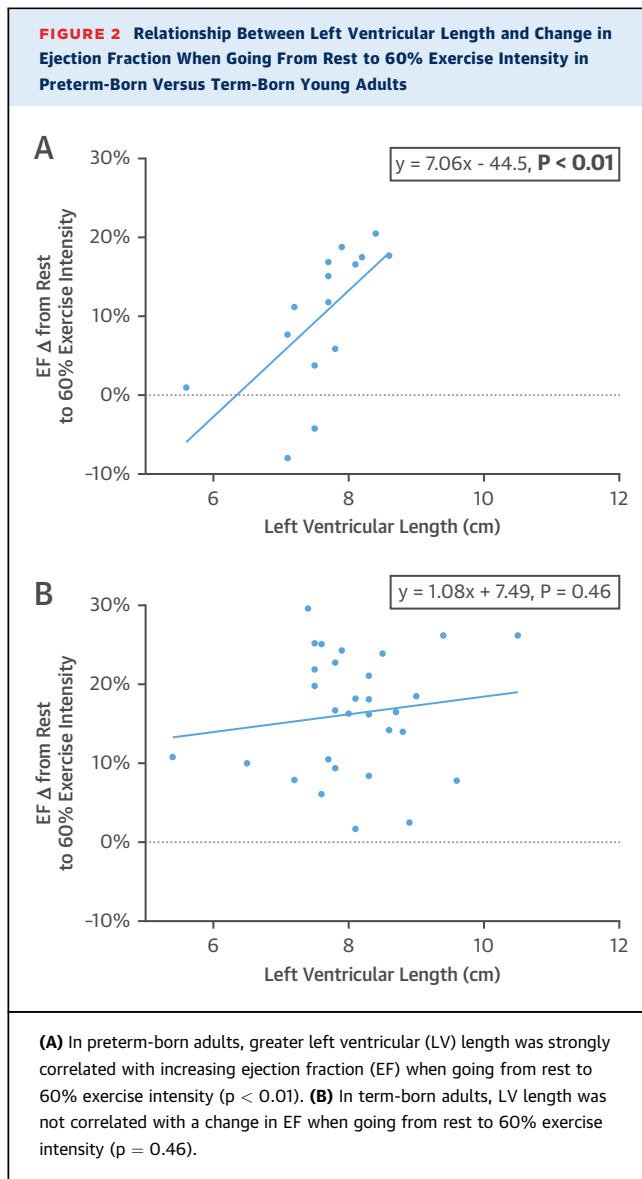 FIGURE 2 Relationship Between Left Ventricular Length and Change in
Ejection Fraction When Going From Rest to 60% Exercise Intensity in
Preterm-Born Versus Term-Born Young Adults
A
30%
20%
10%
0%
-10%
EF Δ from Rest
to 60% Exercise Intensity
y = 7.06x - 44.5, P < 0.01
6
8
10
12
Left Ventricular Length (cm)
B
30%
20%
10%
0%
-10%
EF Δ from Rest
to 60% Exercise Intensity
y = 1.08x + 7.49, P = 0.46
6
8
10
12
Left Ventricular Length (cm)
(A) In preterm-born adults, greater left ventricular (LV) length was strongly
correlated with increasing ejection fraction (EF) when going from rest to
60% exercise intensity (p < 0.01). (B) In term-born adults, LV length was
not correlated with a change in EF when going from rest to 60% exercise
intensity (p = 0.46).